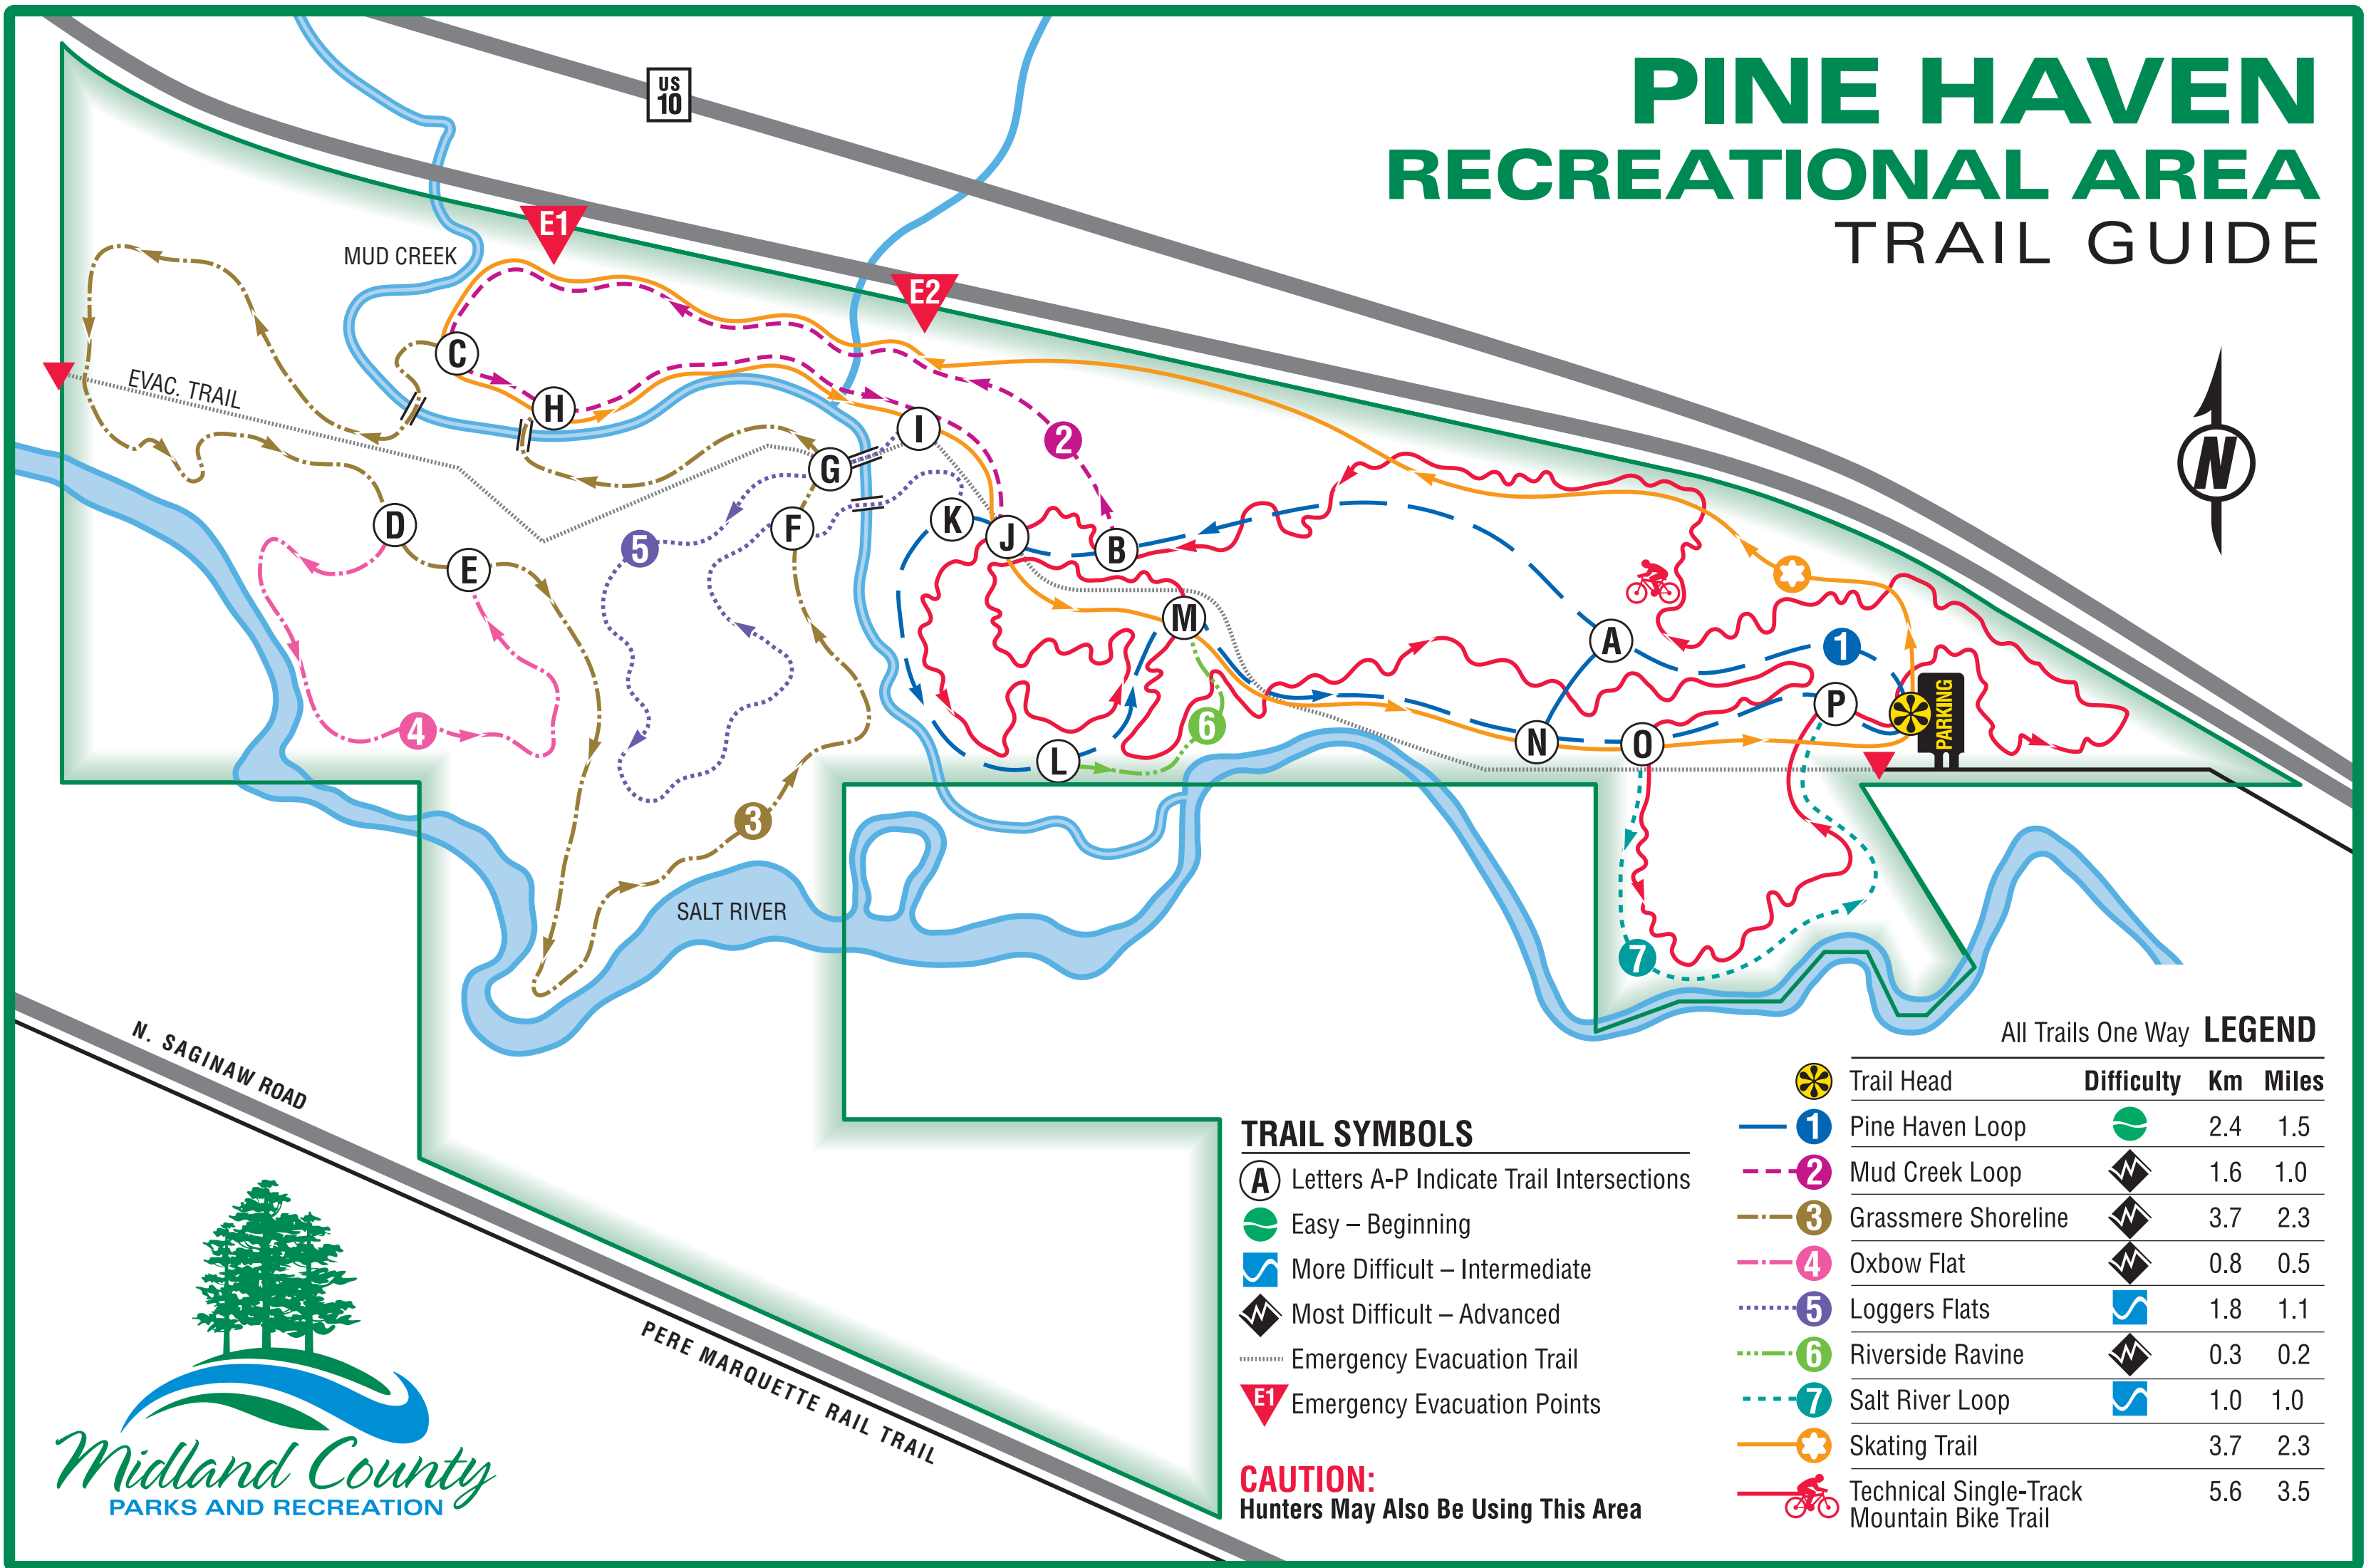 PINE HAVEN
RECREATIONAL AREA
TRAIL GUIDE
US
10
E1
E2
MUD CREEK
EVAC. TRAIL
N
C
H
I
G
2
K
J
B
D
F
5
E
M
A
1
4
6
P
PARKING
L
N
O
3
SALT RIVER
7
N. SAGINAW ROAD
PERE MARQUETTE RAIL TRAIL
Midland County
PARKS AND RECREATION
TRAIL SYMBOLS
A Letters A-P Indicate Trail Intersections
Easy – Beginning
More Difficult – Intermediate
Most Difficult – Advanced
Emergency Evacuation Trail
E1 Emergency Evacuation Points
CAUTION:
Hunters May Also Be Using This Area
All Trails One Way LEGEND
Trail Head Difficulty Km Miles
1 Pine Haven Loop 2.4 1.5
2 Mud Creek Loop 1.6 1.0
3 Grassmere Shoreline 3.7 2.3
4 Oxbow Flat 0.8 0.5
5 Loggers Flats 1.8 1.1
6 Riverside Ravine 0.3 0.2
7 Salt River Loop 1.0 1.0
Skating Trail 3.7 2.3
Technical Single-Track 5.6 3.5
Mountain Bike Trail